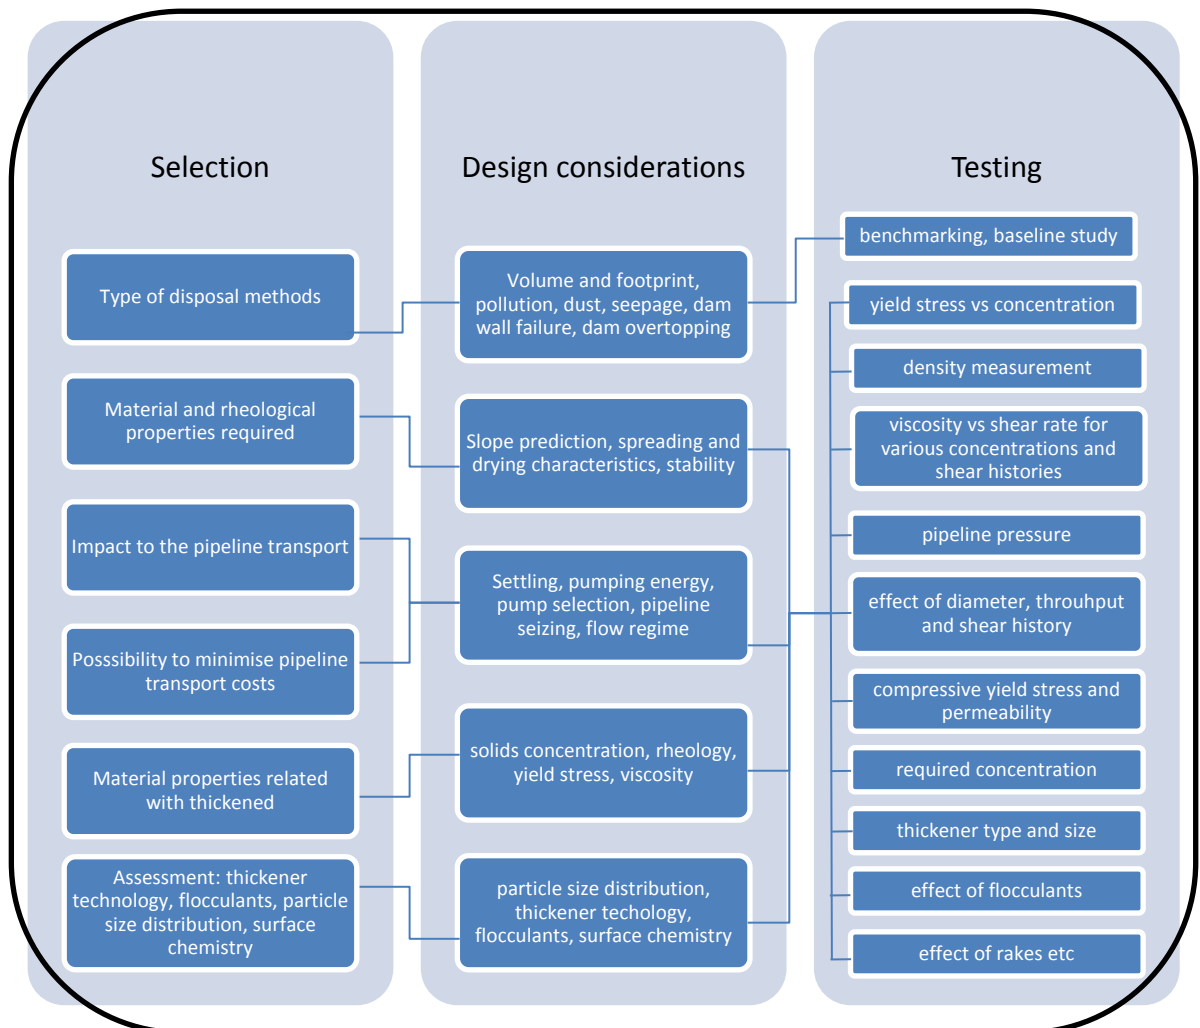 Selection
Type of disposal methods
Material and rheological
properties required
Impact to the pipeline transport
Posssibility to minimise pipeline
transport costs
Material properties related
with thickened
Assessment: thickener
technology, flocculants, particle
size distribution, surface
chemistry
Design considerations
Volume and footprint,
pollution, dust, seepage, dam
wall failure, dam overtopping
Slope prediction, spreading and
drying characteristics, stability
Settling, pumping energy,
pump selection, pipeline
seizing, flow regime
solids concentration, rheology,
yield stress, viscosity
particle size distribution,
thickener techology,
flocculants, surface chemistry
Testing
benchmarking, baseline study
yield stress vs concentration
density measurement
viscosity vs shear rate for
various concentrations and
shear histories
pipeline pressure
effect of diameter, throuhput
and shear history
compressive yield stress and
permeability
required concentration
thickener type and size
effect of flocculants
effect of rakes etc